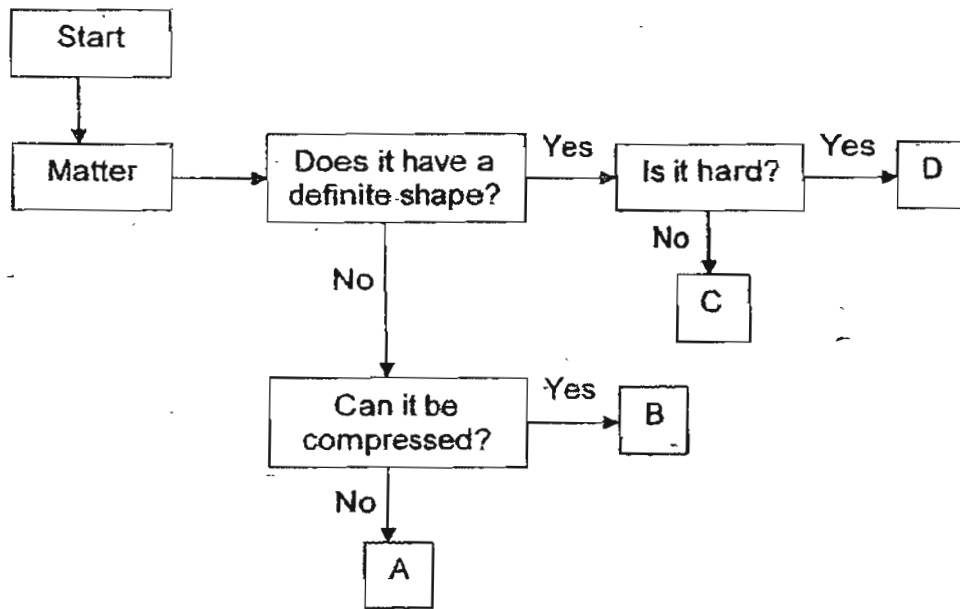 Start
Matter
Does it have a
definite shape?
Yes
Is it hard?
Yes
D
No
C
No
Can it be
compressed?
Yes
B
No
A